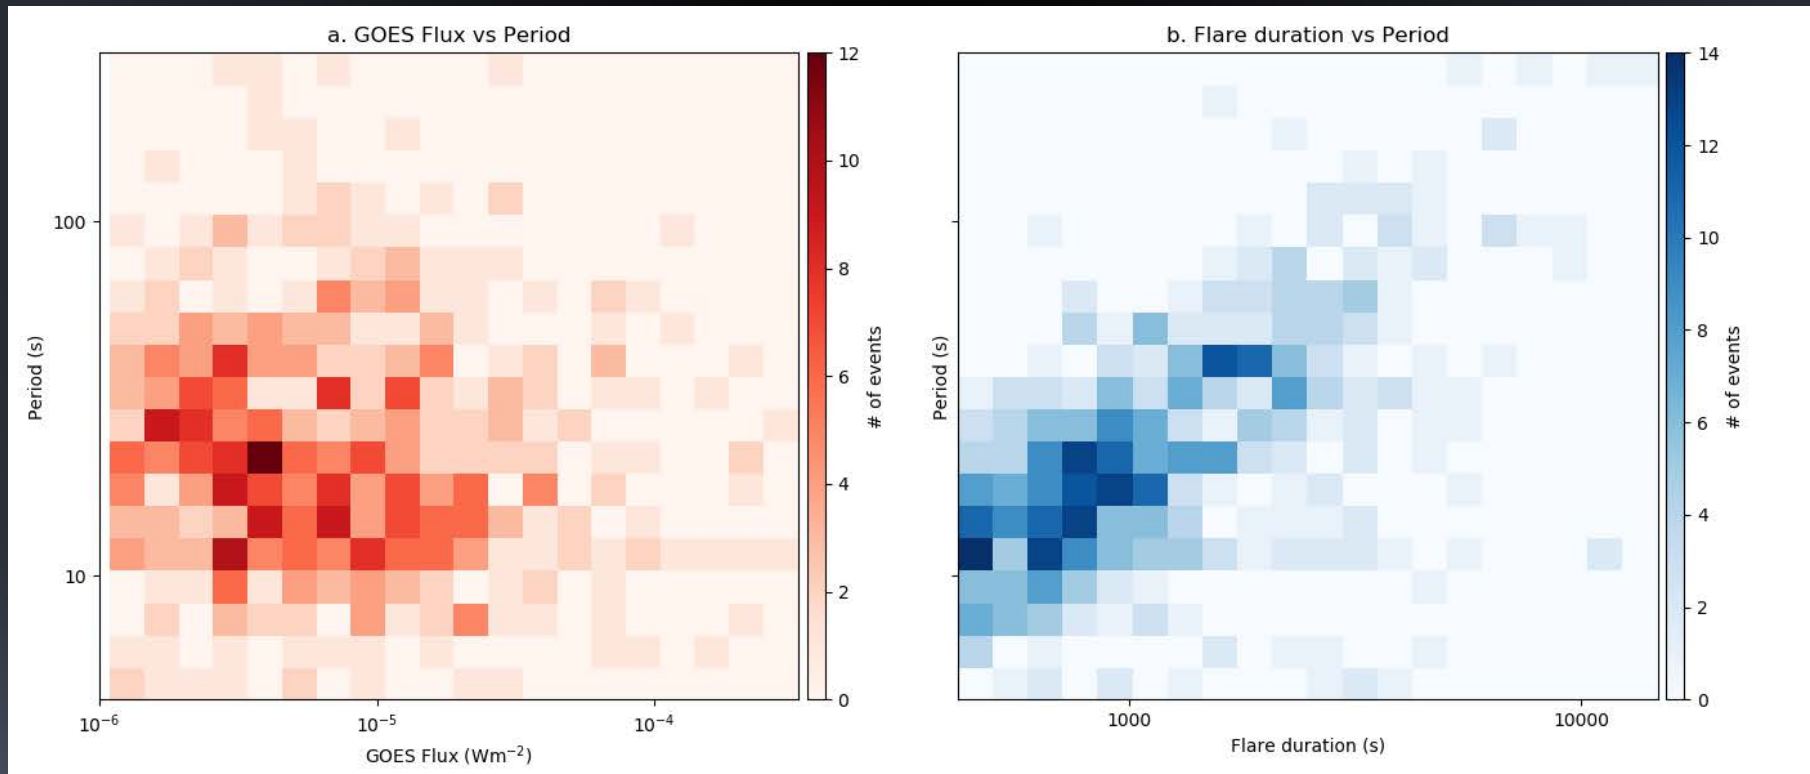 a. GOES Flux vs Period
12
10
8
6
4
2
0
# of events
100
10
Period (s)
10⁻⁶
10⁻⁵
10⁻⁴
GOES Flux (Wm⁻²)
b. Flare duration vs Period
14
12
10
8
6
4
2
0
# of events
Period (s)
1000
10000
Flare duration (s)